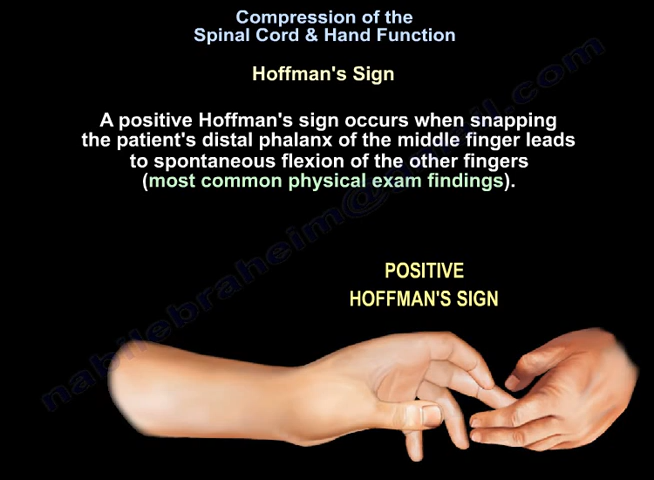 Compression of the
Spinal Cord & Hand Function
Hoffman's Sign
A positive Hoffman's sign occurs when snapping
the patient's distal phalanx of the middle finger leads
to spontaneous flexion of the other fingers
(most common physical exam findings).
POSITIVE
HOFFMAN'S SIGN